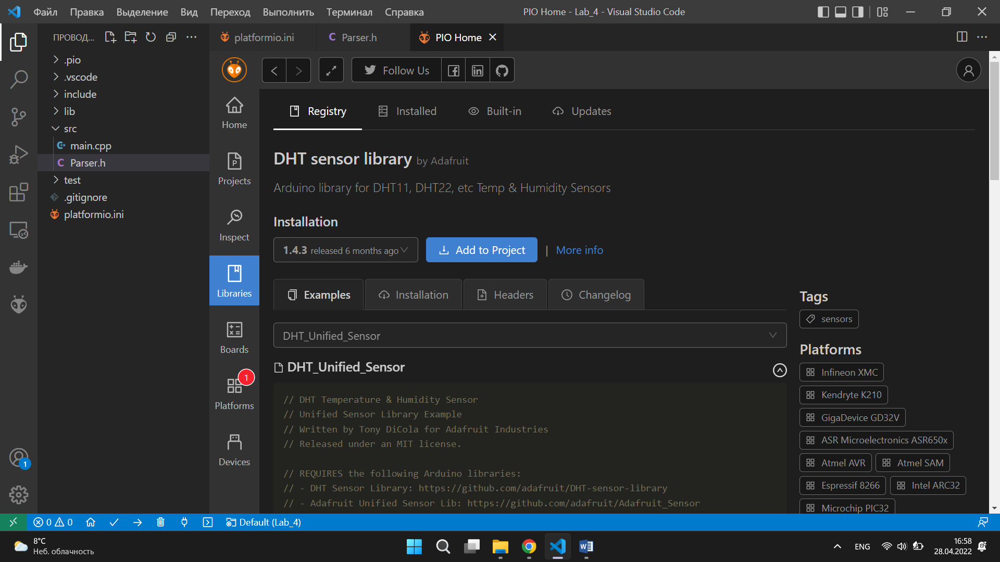 Файл Правка Выделение Вид Переход Выполнить Терминал Справка
PIO Home - Lab_4 - Visual Studio Code
ПРОВОД...
.pio
.vscode
include
lib
src
main.cpp
Parser.h
test
.gitignore
platformio.ini
platformio.ini
Parser.h
PIO Home
Follow Us
Home
Projects
Inspect
Libraries
Boards
1
Platforms
Devices
Registry
Installed
Built-in
Updates
DHT sensor library by Adafruit
Arduino library for DHT11, DHT22, etc Temp & Humidity Sensors
Installation
1.4.3 released 6 months ago
Add to Project
| More info
Examples
Installation
Headers
Changelog
DHT_Unified_Sensor
DHT_Unified_Sensor
// DHT Temperature & Humidity Sensor
// Unified Sensor Library Example
// Written by Tony DiCola for Adafruit Industries
// Released under an MIT license.
// REQUIRES the following Arduino libraries:
// - DHT Sensor Library: https://github.com/adafruit/DHT-sensor-library
// - Adafruit Unified Sensor Lib: https://github.com/adafruit/Adafruit_Sensor
Tags
sensors
Platforms
Infineon XMC
Kendryte K210
GigaDevice GD32V
ASR Microelectronics ASR650x
Atmel AVR
Atmel SAM
Espressif 8266
Intel ARC32
Microchip PIC32
1
0 0
Default (Lab_4)
8°C
Неб. облачность
ENG
16:58
28.04.2022